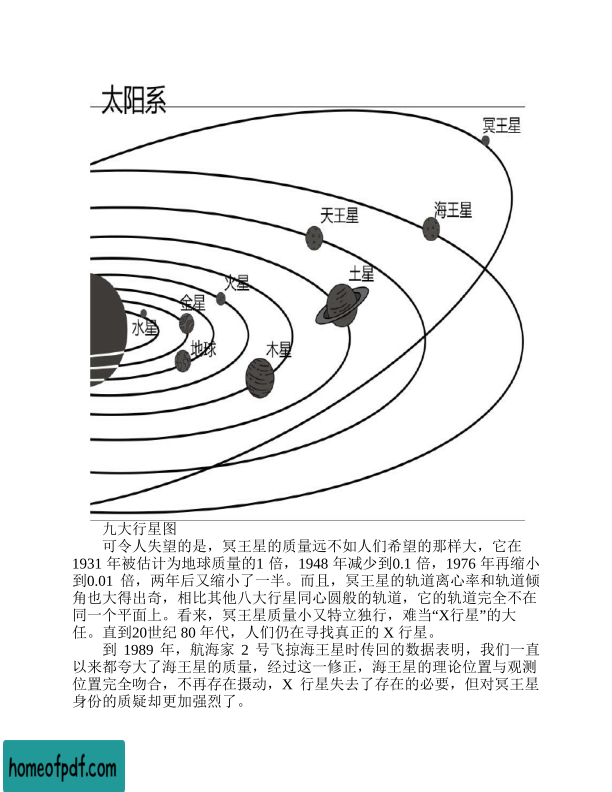 太阳系
冥王星
海王星
天王星
土星
火星
金星
水星
地球
木星
九大行星图
可令人失望的是，冥王星的质量远不如人们希望的那样大，它在
1931 年被估计为地球质量的1 倍，1948 年减少到0.1 倍，1976 年再缩小
到0.01 倍，两年后又缩小了一半。而且，冥王星的轨道离心率和轨道倾
角也大得出奇，相比其他八大行星同心圆般的轨道，它的轨道完全不在
同一个平面上。看来，冥王星质量小又特立独行，难当“X行星”的大
任。直到20世纪 80 年代，人们仍在寻找真正的 X 行星。
到 1989 年，航海家 2 号飞掠海王星时传回的数据表明，我们一直
以来都夸大了海王星的质量，经过这一修正，海王星的理论位置与观测
位置完全吻合，不再存在摄动，X 行星失去了存在的必要，但对冥王星
身份的质疑却更加强烈了。
homeofpdf.com